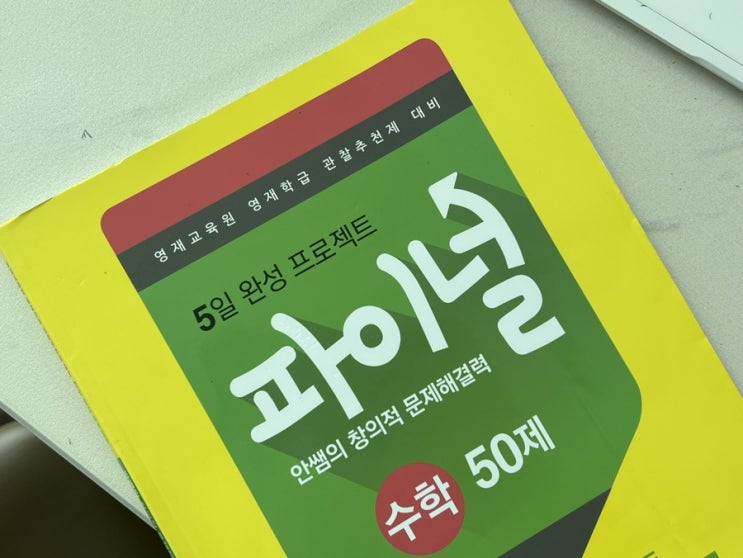 영재교육원 영재학급 관찰추천제 대비
5일 완성 프로젝트
파이널
안쌤의 창의적 문제해결력
수학 50제